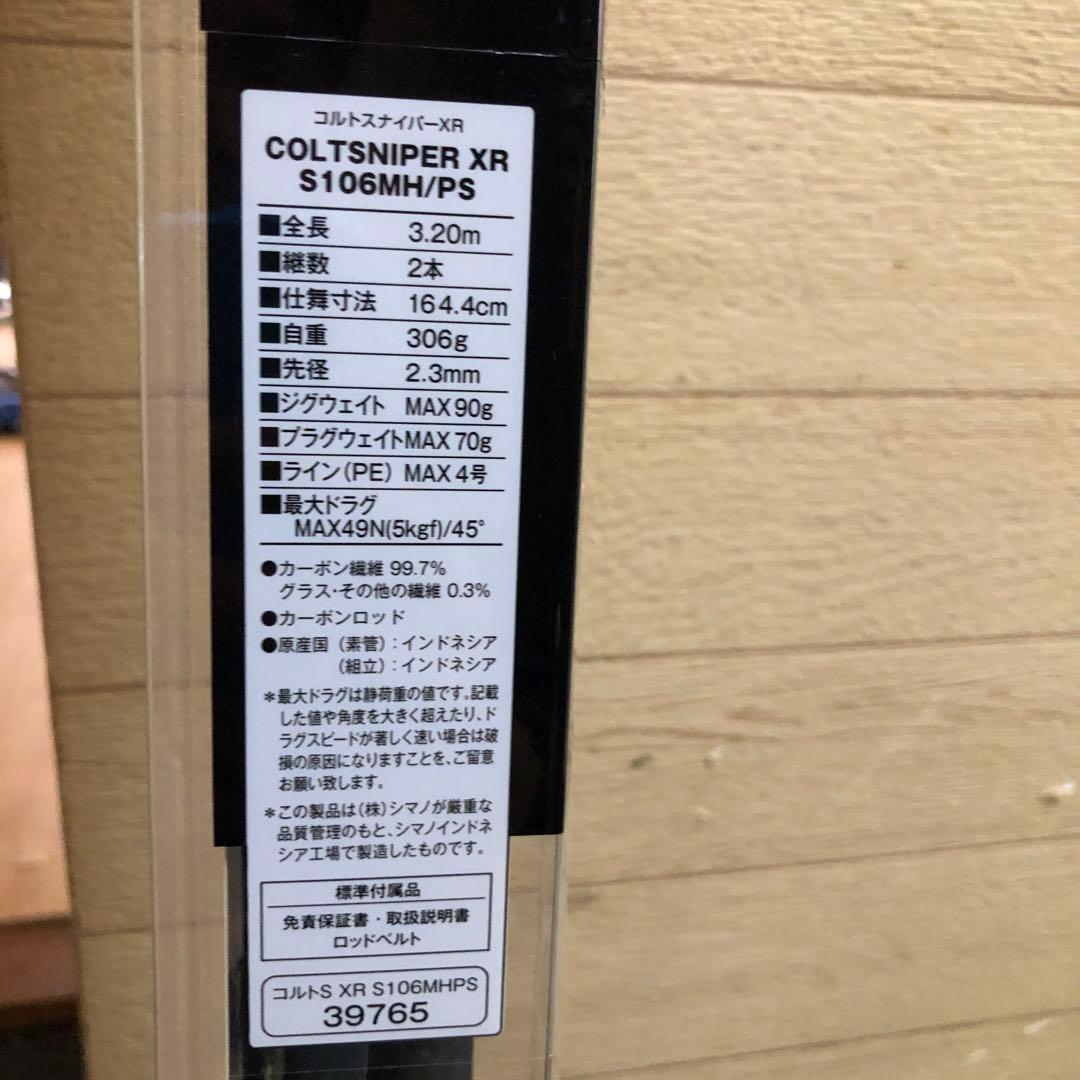 コルトスナイパーXR
COLTSNIPER XR
S106MH/PS
■全長 3.20m
■継数 2本
■仕舞寸法 164.4cm
■自重 306g
■先径 2.3mm
■ジグウェイト MAX90g
■プラグウェイトMAX70g
■ライン(PE) MAX4号
■最大ドラグ
MAX49N(5kgf)/45°
●カーボン繊維 99.7%
グラス・その他の繊維 0.3%
●カーボンロッド
●原産国(素管):インドネシア
(組立):インドネシア
*最大ドラグは静荷重の値です。記載
した値や角度を大きく超えたり、ド
ラグスピードが著しく速い場合は破
損の原因になりますことを、ご留意
お願い致します。
*この製品は(株)シマノが厳重な
品質管理のもと、シマノインドネ
シア工場で製造したものです。
標準付属品
免責保証書・取扱説明書
ロッドベルト
コルトS XR S106MHPS
39765